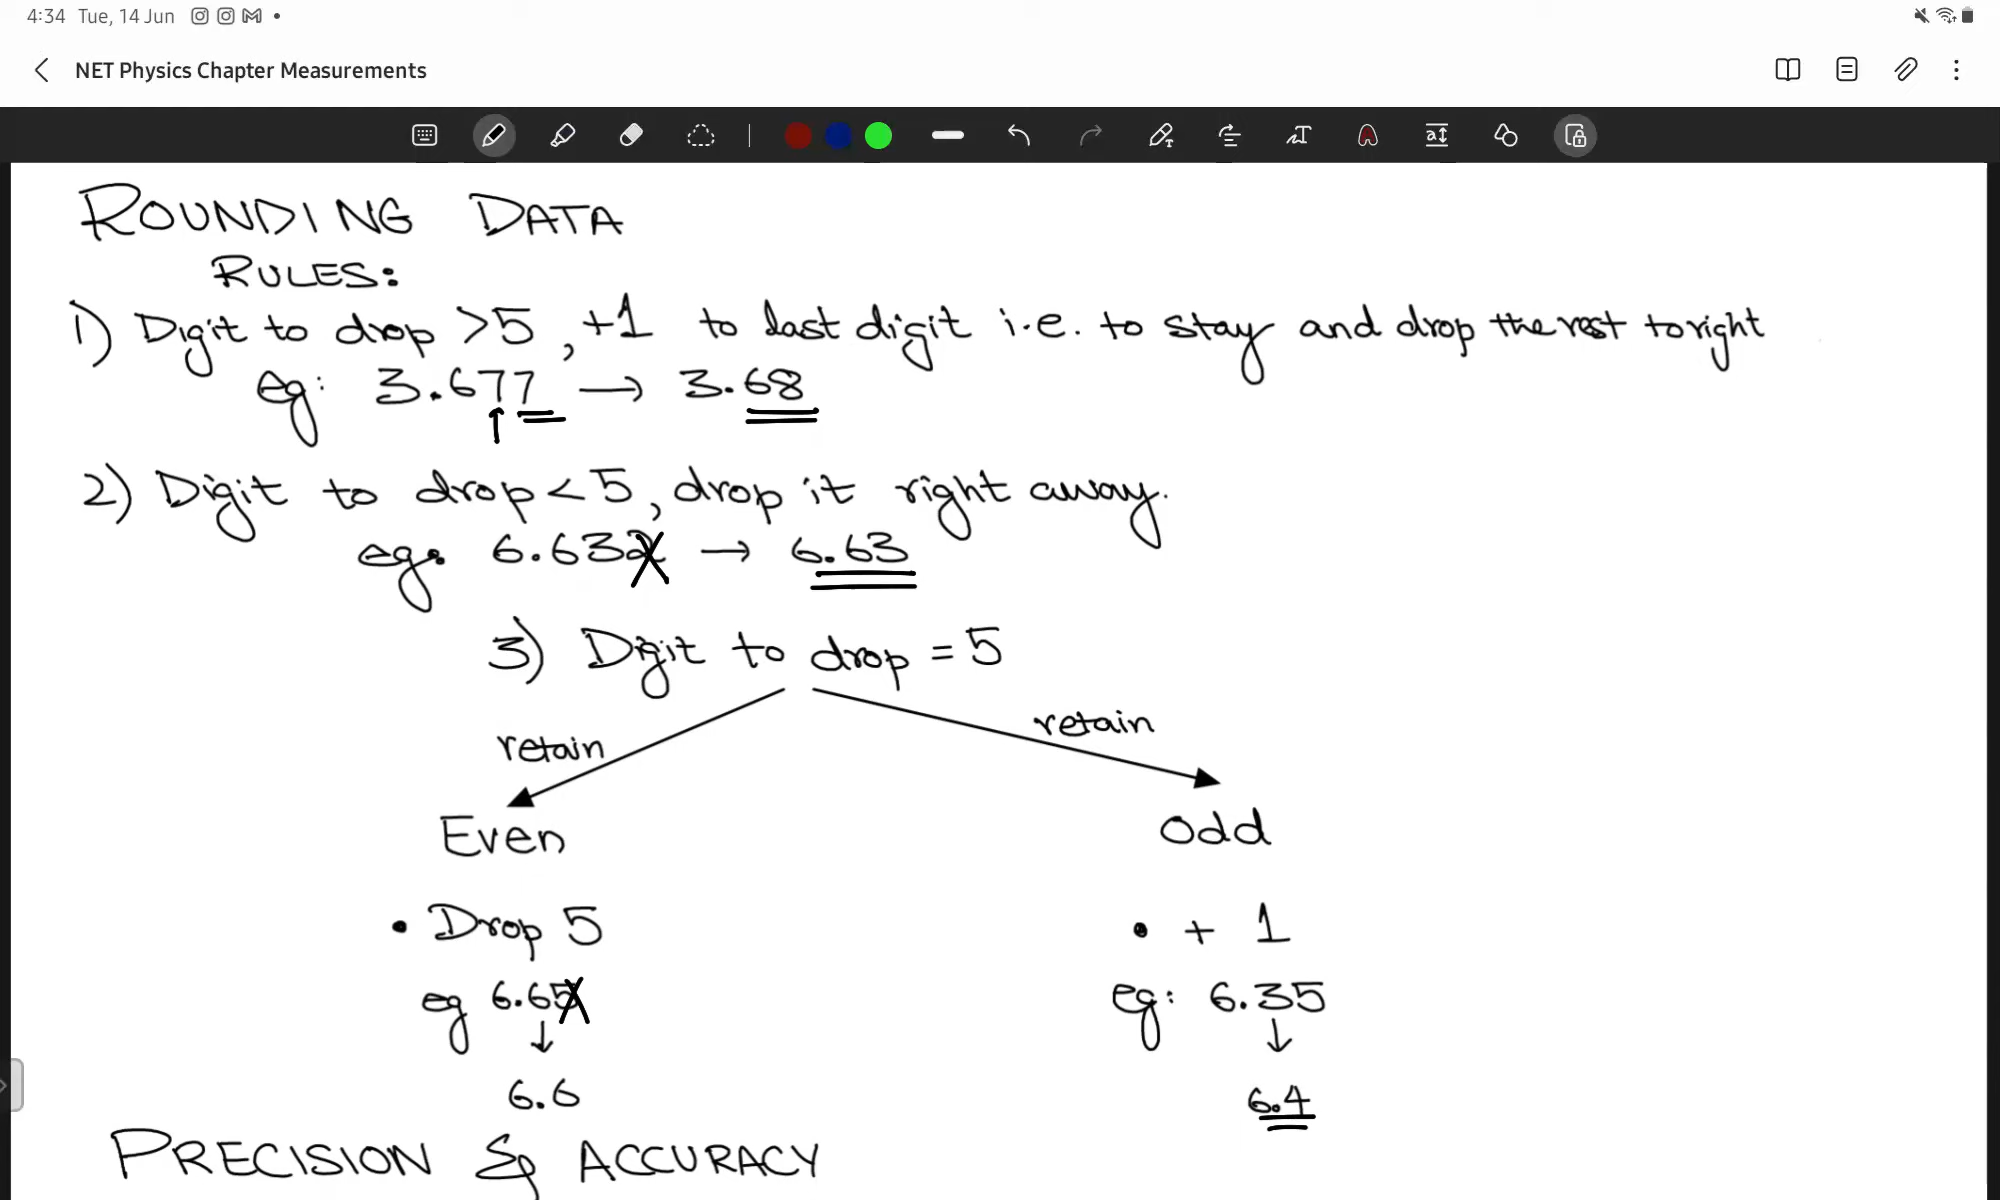 4:34 Tue, 14 Jun
NET Physics Chapter Measurements
ROUNDING DATA
RULES:
1) Digit to drop >5, +1 to last digit i.e. to stay and drop the rest to right
eg: 3.677 → 3.68
2) Digit to drop <5, drop it right away.
eg. 6.632 → 6.63
3) Digit to drop = 5
retain retain
Even Odd
• Drop 5 • + 1
eg 6.65 eg: 6.35
↓ ↓
6.6 6.4
PRECISION & ACCURACY